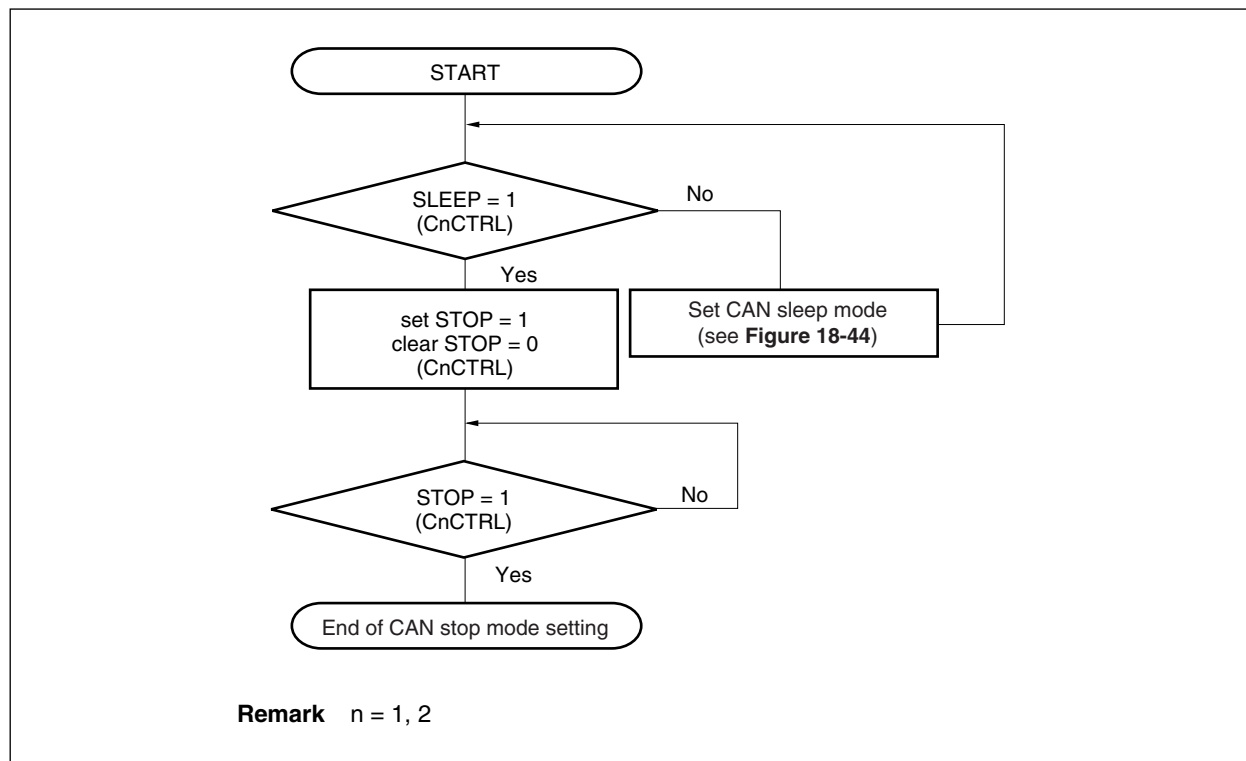 START
SLEEP = 1
(CnCTRL)
No
Yes
set STOP = 1
clear STOP = 0
(CnCTRL)
Set CAN sleep mode
(see Figure 18-44)
STOP = 1
(CnCTRL)
No
Yes
End of CAN stop mode setting
Remark n = 1, 2